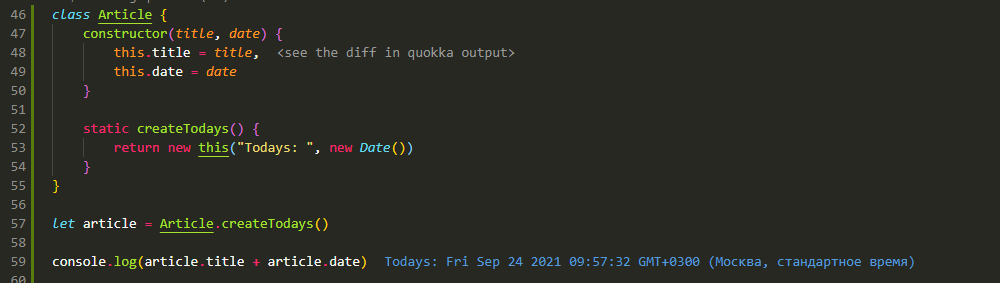 46 class Article {
47 constructor(title, date) {
48 this.title = title, <see the diff in quokka output>
49 this.date = date
50 }
51
52 static createTodays() {
53 return new this("Todays: ", new Date())
54 }
55 }
56
57 let article = Article.createTodays()
58
59 console.log(article.title + article.date) Todays: Fri Sep 24 2021 09:57:32 GMT+0300 (Москва, стандартное время)
60